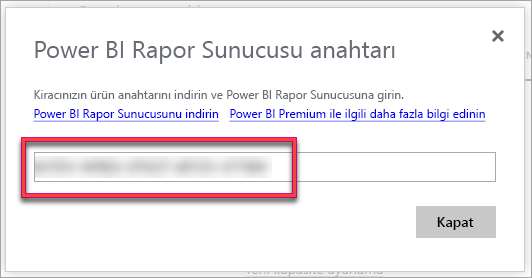 Power BI Rapor Sunucusu anahtarı
Kiracınızın ürün anahtarını indirin ve Power BI Rapor Sunucusuna girin.
Power BI Rapor Sunucusunu indirin Power BI Premium ile ilgili daha fazla bilgi edinin
Kapat